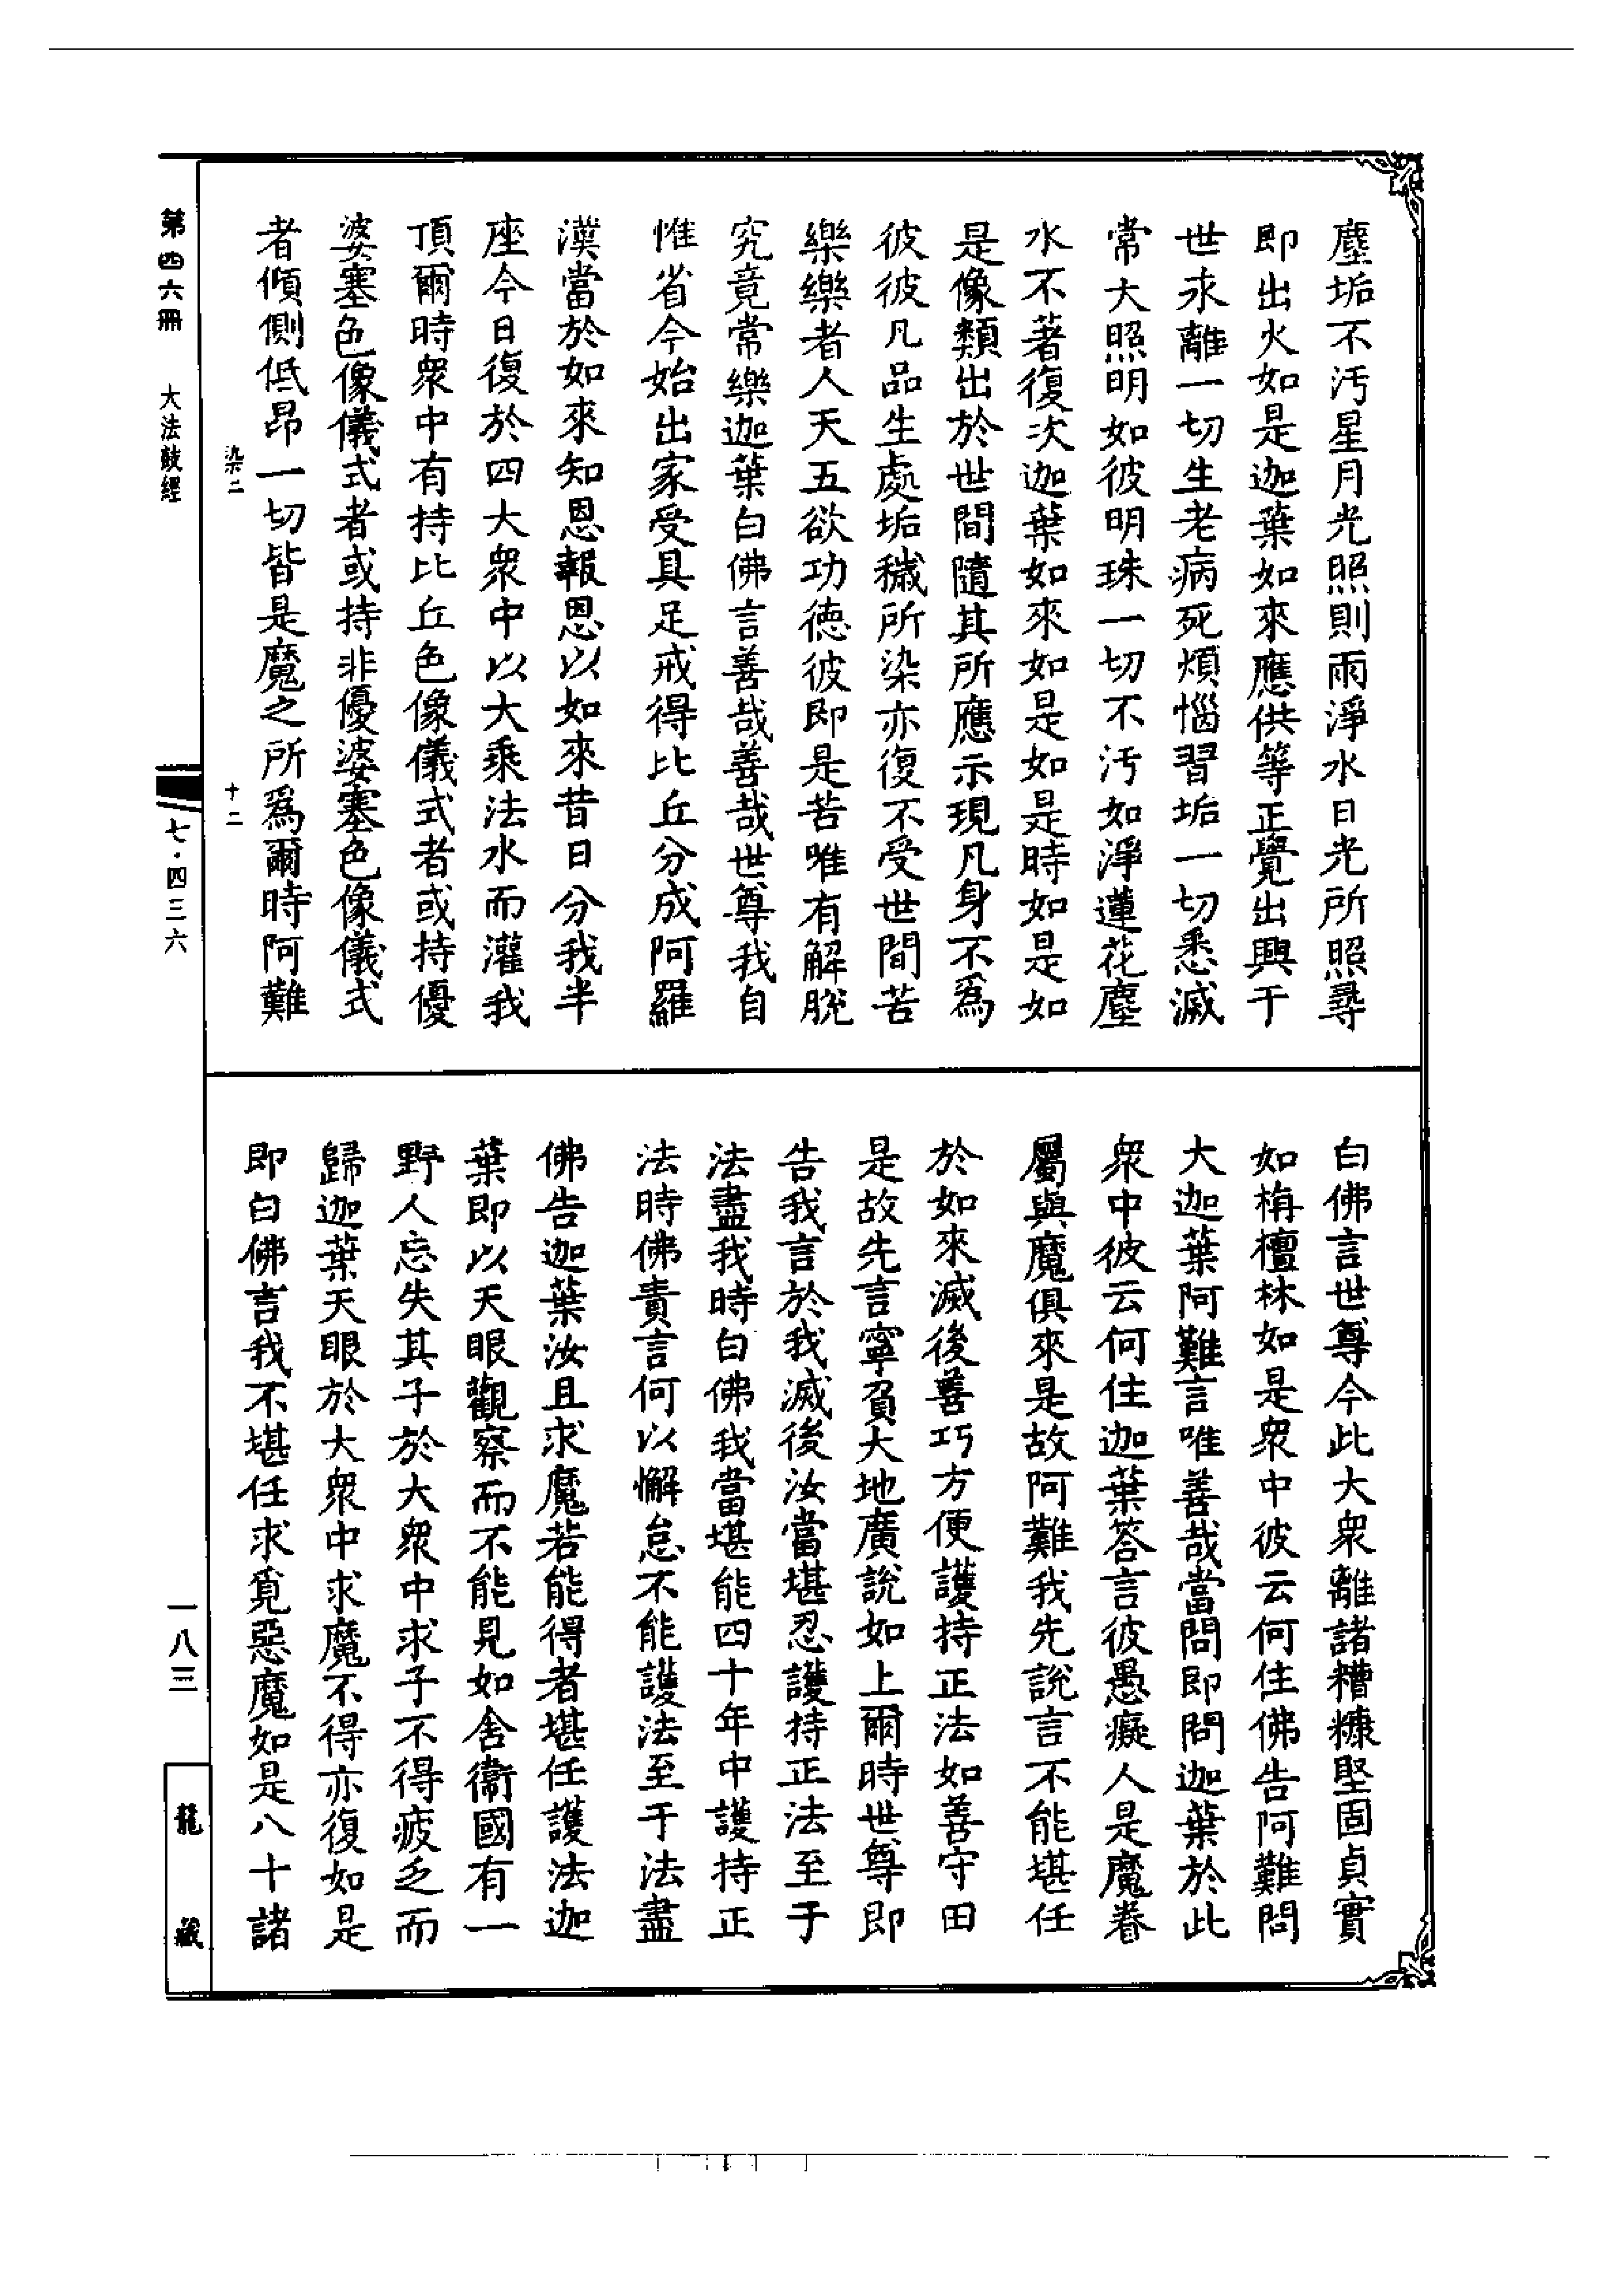 塵垢不汚星月光照則雨淨水日光所照尋
即出火如是迦葉如來應供等正覺出興于
世永離一切生老病死煩惱習垢一切悉滅
常大照明如彼明珠一切不汚如淨蓮花塵
水不著復次迦葉如來如是如是時如是如
是像類出於世間隨其所應示現凡身不爲
彼彼凡品生處垢穢所染亦復不受世間苦
樂樂者人天五欲功德彼即是苦唯有解脫
究竟常樂迦葉白佛言善哉善哉世尊我自
惟省今始出家受具足戒得比丘分成阿羅
漢當於如來知恩報恩以如來昔日分我半
座今日復於四大衆中以大乘法水而灌我
頂爾時衆中有持比丘色像儀式者或持優
婆塞色像儀式者或持非優婆塞色像儀式
者傾側低昂一切皆是魔之所爲爾時阿難
染二 十二
白佛言世尊今此大衆離諸糟糠堅固貞實
如栴檀林如是衆中彼云何住佛告阿難問
大迦葉阿難言唯善哉當問即問迦葉於此
衆中彼云何住迦葉答言彼愚癡人是魔眷
屬與魔俱來是故阿難我先說言不能堪任
於如來滅後善巧方便護持正法如善守田
是故先言寧負大地廣說如上爾時世尊即
告我言於我滅後汝當堪忍護持正法至于
法盡我時白佛我當堪能四十年中護持正
法時佛責言何以懈怠不能護法至于法盡
佛告迦葉汝且求魔若能得者堪任護法迦
葉即以天眼觀察而不能見如舍衞國有一
野人忘失其子於大衆中求子不得疲乏而
歸迦葉天眼於大衆中求魔不得亦復如是
即白佛言我不堪任求覓惡魔如是八十諸
第四六冊 大法鼓經 七·四三六 一八三 龍藏